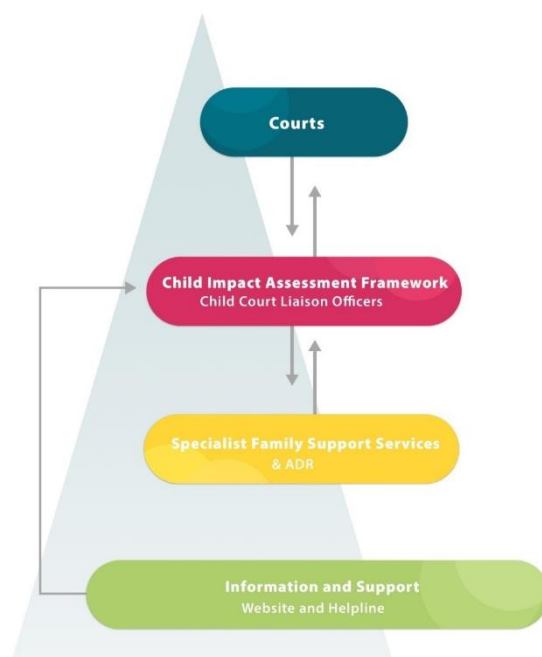 Courts
Child Impact Assessment Framework
Child Court Liaison Officers
Specialist Family Support Services
& ADR
Information and Support
Website and Helpline